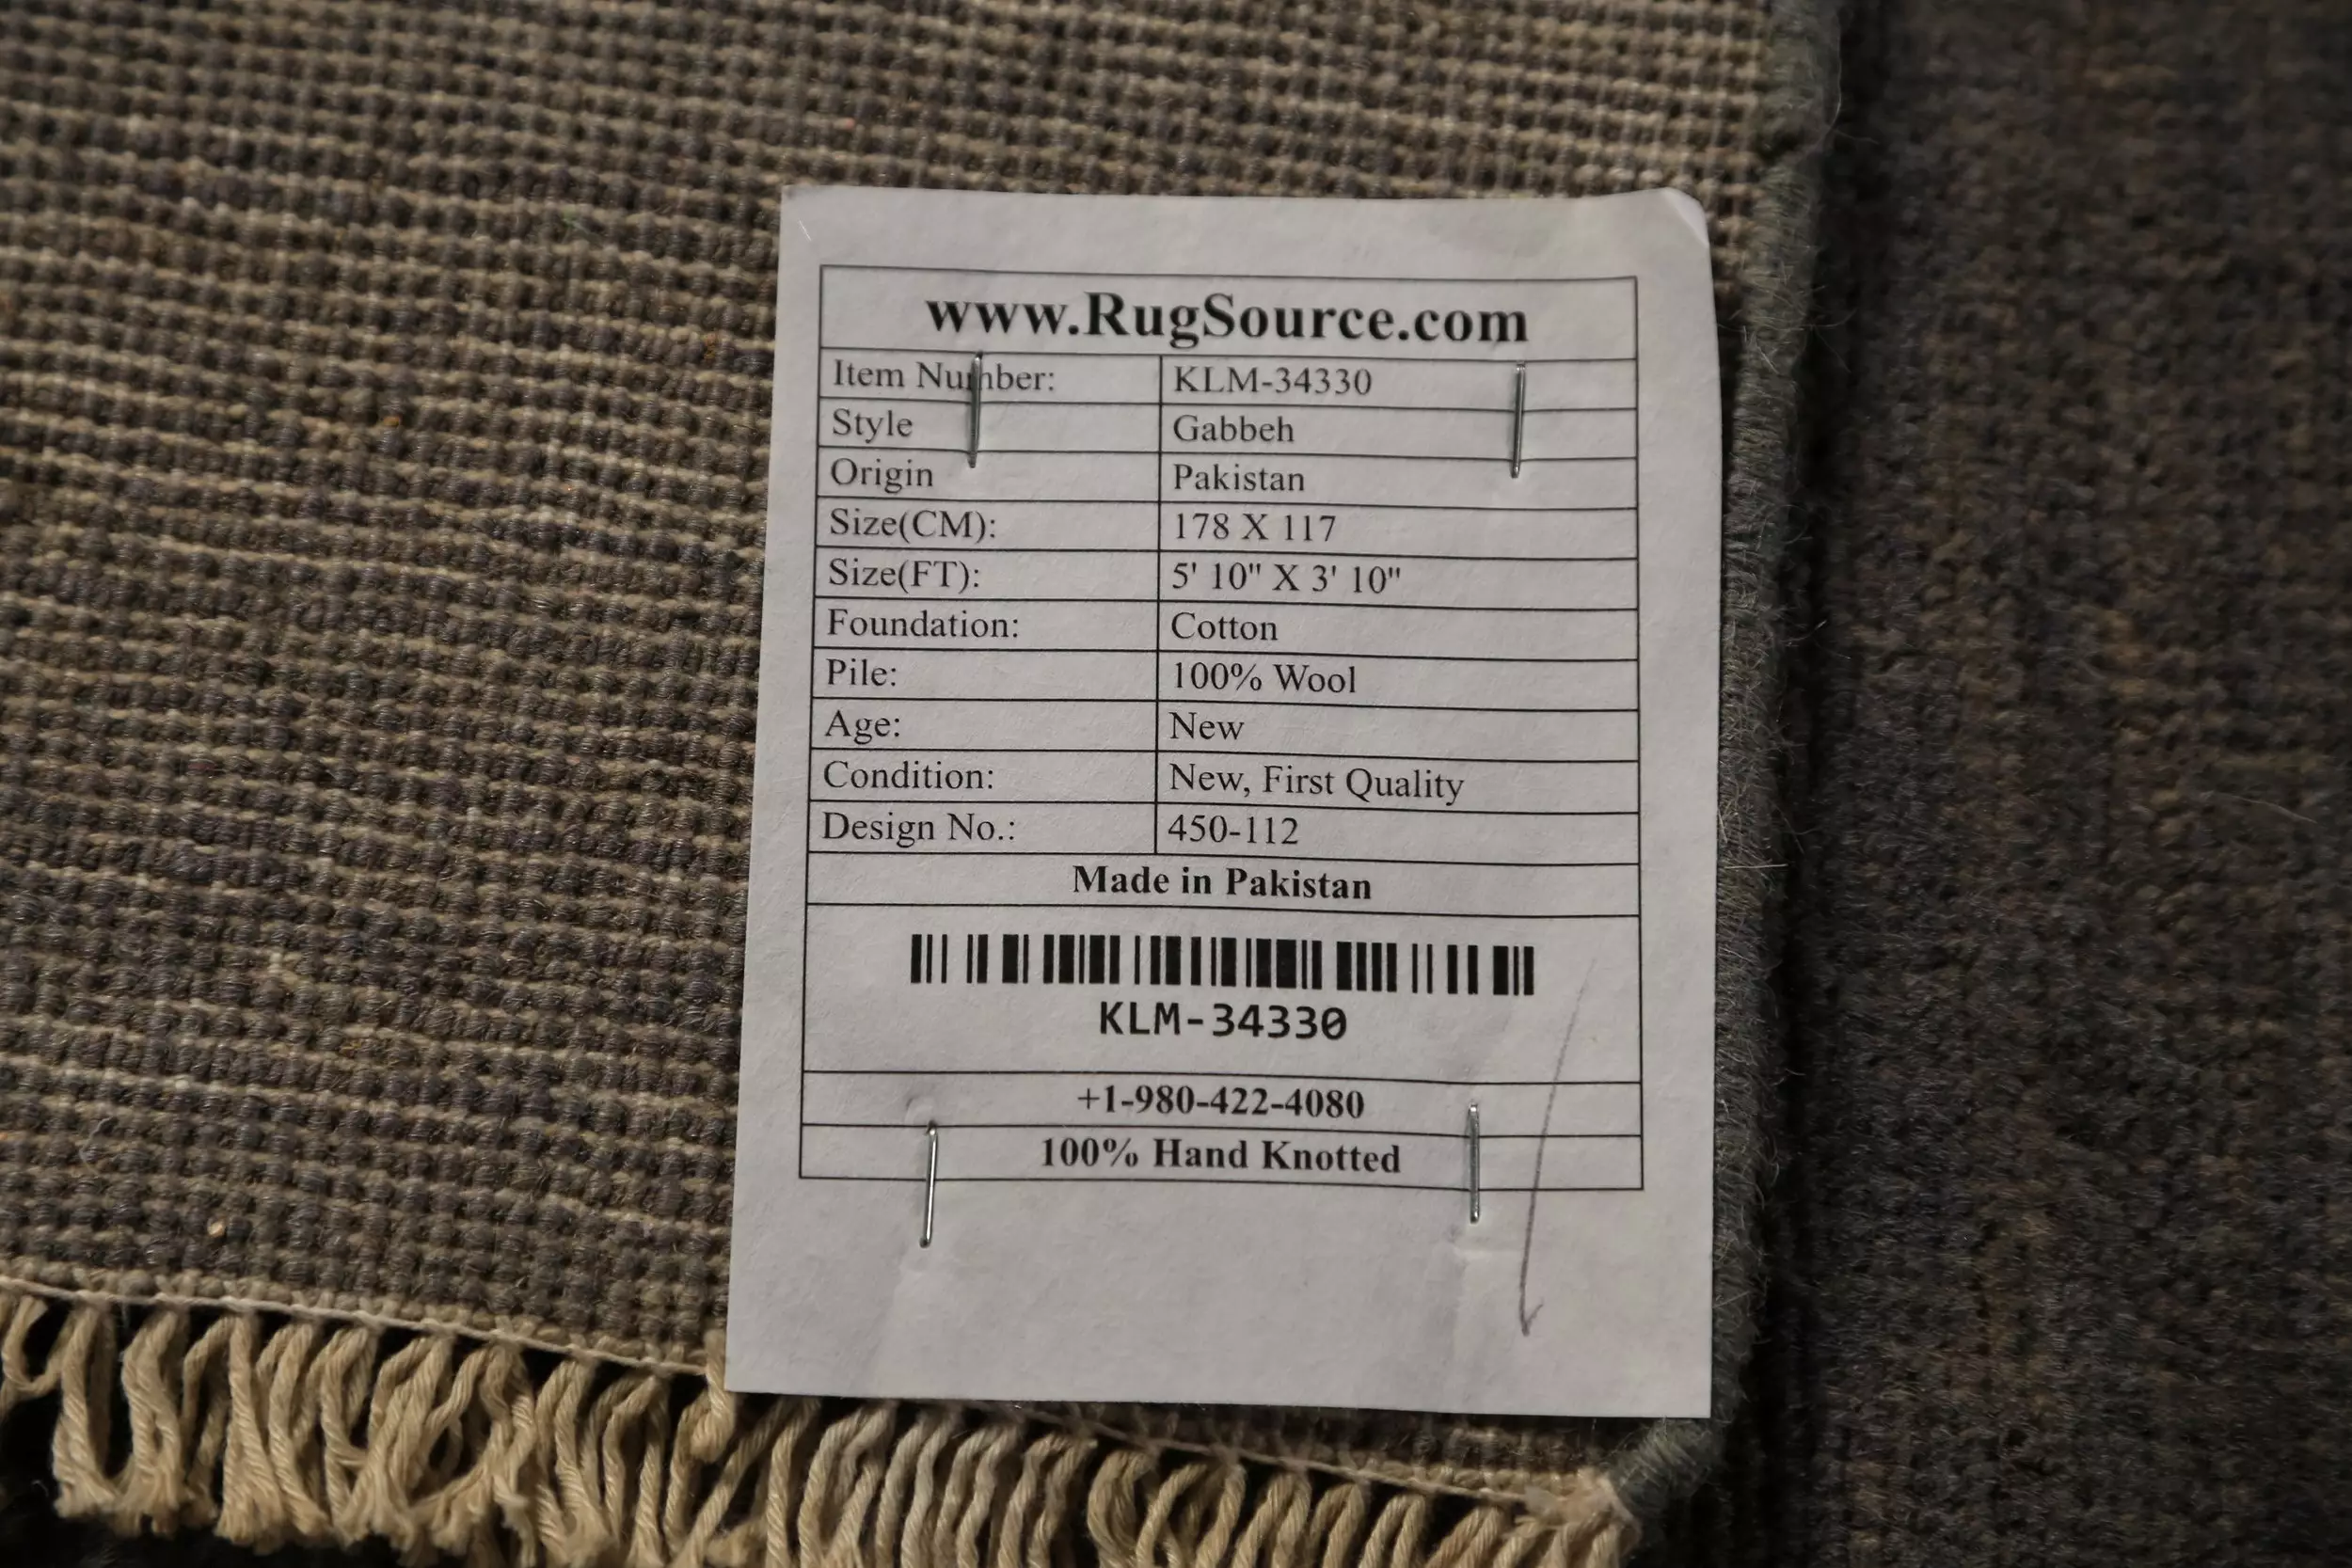 www.RugSource.com
Item Number: KLM-34330
Style Gabbeh
Origin Pakistan
Size(CM): 178 X 117
Size(FT): 5' 10" X 3' 10"
Foundation: Cotton
Pile: 100% Wool
Age: New
Condition: New, First Quality
Design No.: 450-112
Made in Pakistan
KLM-34330
+1-980-422-4080
100% Hand Knotted